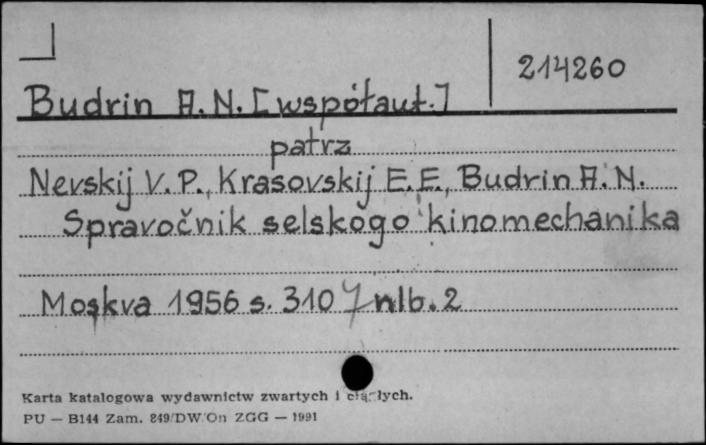 214260
Budrin A. N. [współaut.]
patrz
Nevskij V. P., Krasovskij E. E., Budrin A. N.
Spravočnik selskogo kinomechanika
Moskva 1956 s. 310 nlb. 2
Karta katalogowa wydawnictw zwartych i ciągłych.
PU — B144 Zam. 849/DW/On ZGG — 1991